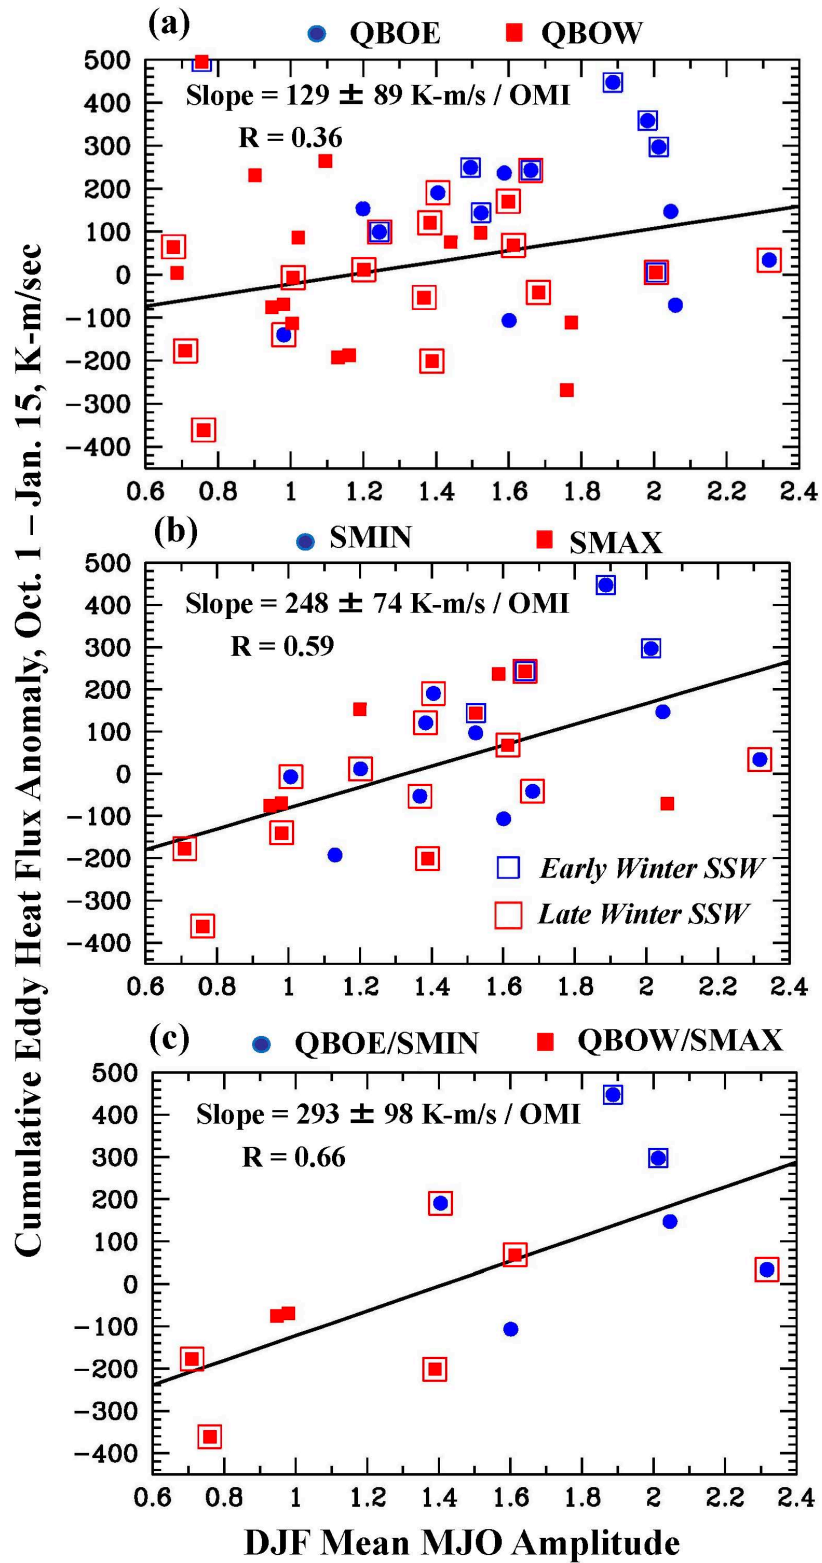 (a) QBOE QBOW
500
400
300
200
100
0
−100
−200
−300
−400
Slope = 129 ± 89 K-m/s / OMI
R = 0.36
0.6 0.8 1 1.2 1.4 1.6 1.8 2 2.2 2.4
(b) SMIN SMAX
500
400
300
200
100
0
−100
−200
−300
−400
Slope = 248 ± 74 K-m/s / OMI
R = 0.59
Early Winter SSW
Late Winter SSW
0.6 0.8 1 1.2 1.4 1.6 1.8 2 2.2 2.4
(c) QBOE/SMIN QBOW/SMAX
500
400
300
200
100
0
−100
−200
−300
−400
Slope = 293 ± 98 K-m/s / OMI
R = 0.66
0.6 0.8 1 1.2 1.4 1.6 1.8 2 2.2 2.4
DJF Mean MJO Amplitude
Cumulative Eddy Heat Flux Anomaly, Oct. 1 – Jan. 15, K-m/sec